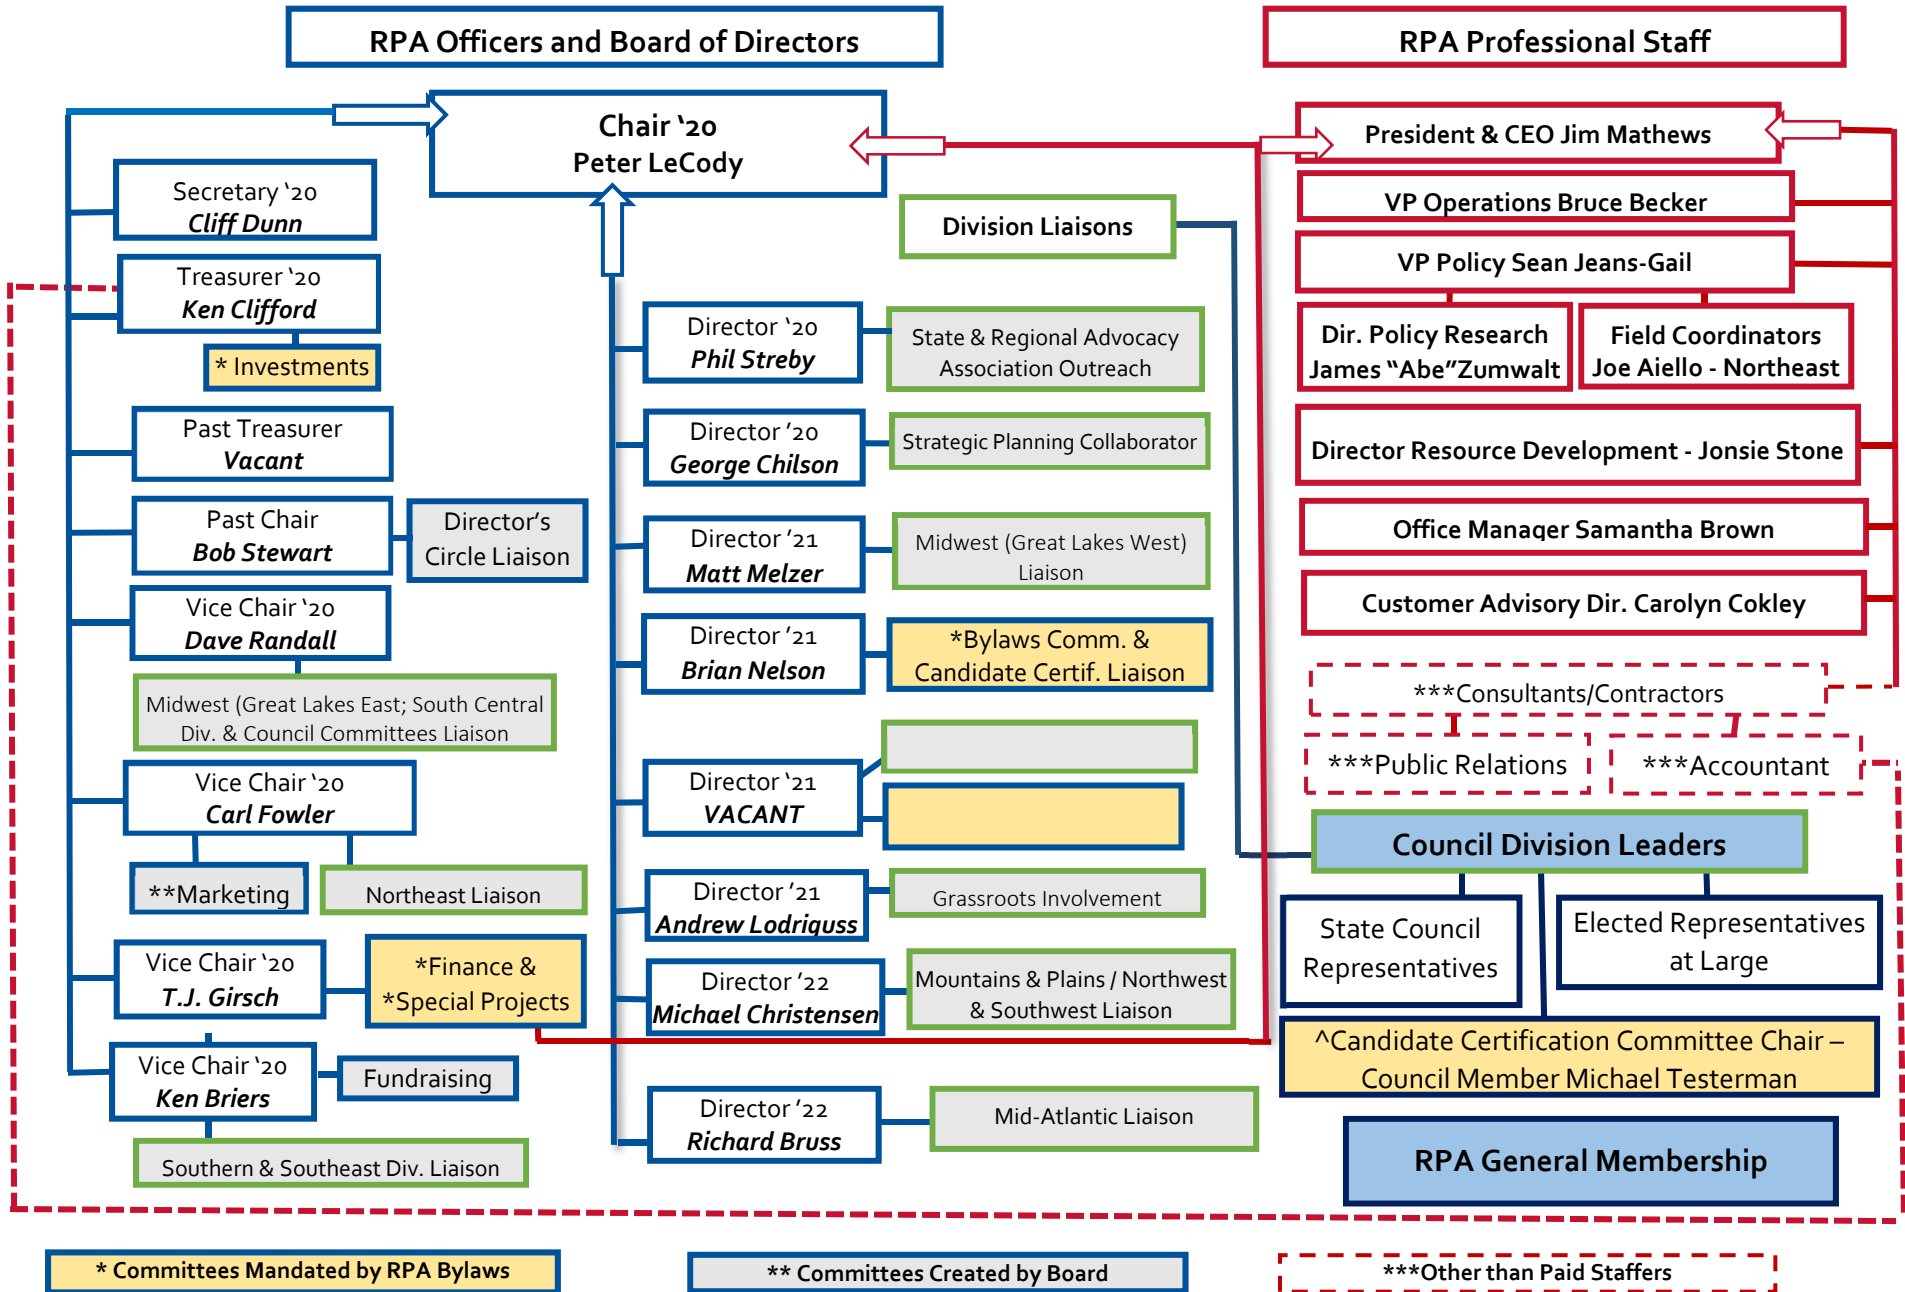 RPA Officers and Board of Directors
RPA Professional Staff
Chair ‘20
Peter LeCody
Secretary ‘20
Cliff Dunn
Treasurer ‘20
Ken Clifford
* Investments
Past Treasurer
Vacant
Past Chair
Bob Stewart
Director’s
Circle Liaison
Vice Chair ‘20
Dave Randall
Midwest (Great Lakes East; South Central
Div. & Council Committees Liaison
Vice Chair ‘20
Carl Fowler
**Marketing
Northeast Liaison
Vice Chair ‘20
T.J. Girsch
*Finance &
*Special Projects
Vice Chair ‘20
Ken Briers
Fundraising
Southern & Southeast Div. Liaison
Division Liaisons
Director ‘20
Phil Streby
State & Regional Advocacy
Association Outreach
Director ‘20
George Chilson
Strategic Planning Collaborator
Director ‘21
Matt Melzer
Midwest (Great Lakes West)
Liaison
Director ’21
Brian Nelson
*Bylaws Comm. &
Candidate Certif. Liaison
Director ‘21
VACANT
Director ‘21
Andrew Lodriguss
Grassroots Involvement
Director ’22
Michael Christensen
Mountains & Plains / Northwest
& Southwest Liaison
Director ’22
Richard Bruss
Mid-Atlantic Liaison
President & CEO Jim Mathews
VP Operations Bruce Becker
VP Policy Sean Jeans-Gail
Dir. Policy Research
James “Abe”Zumwalt
Field Coordinators
Joe Aiello - Northeast
Director Resource Development - Jonsie Stone
Office Manager Samantha Brown
Customer Advisory Dir. Carolyn Cokley
***Consultants/Contractors
***Public Relations
***Accountant
Council Division Leaders
State Council
Representatives
Elected Representatives
at Large
^Candidate Certification Committee Chair –
Council Member Michael Testerman
RPA General Membership
* Committees Mandated by RPA Bylaws
** Committees Created by Board
***Other than Paid Staffers